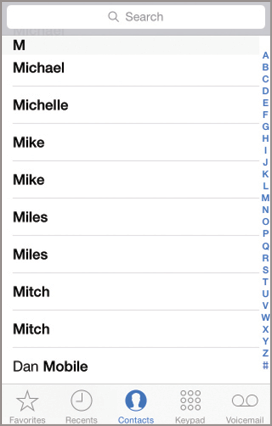 Search
M
Michael
Michelle
Mike
Mike
Miles
Miles
Mitch
Mitch
Dan Mobile
A
B
C
D
E
F
G
H
I
J
K
L
M
N
O
P
Q
R
S
T
U
V
W
X
Y
Z
#
Favorites Recents Contacts Keypad Voicemail